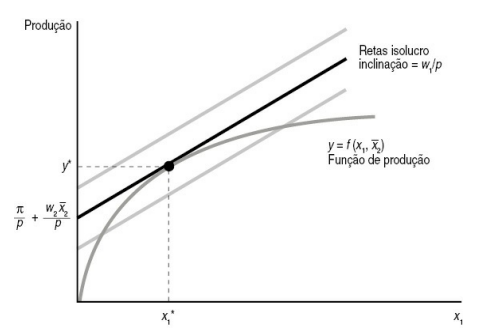 Produção
Retas isolucro
inclinação = w₁/p
y = f (x₁, x̅₂)
Função de produção
y*
π/p + w₂x̅₂/p
x₁*
x₁